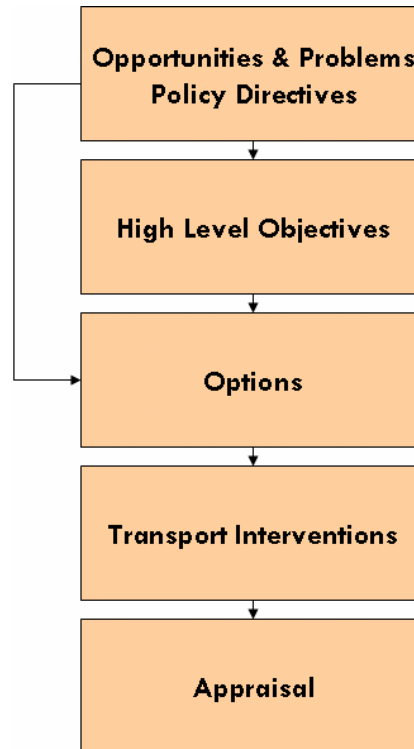 Opportunities & Problems
Policy Directives
High Level Objectives
Options
Transport Interventions
Appraisal